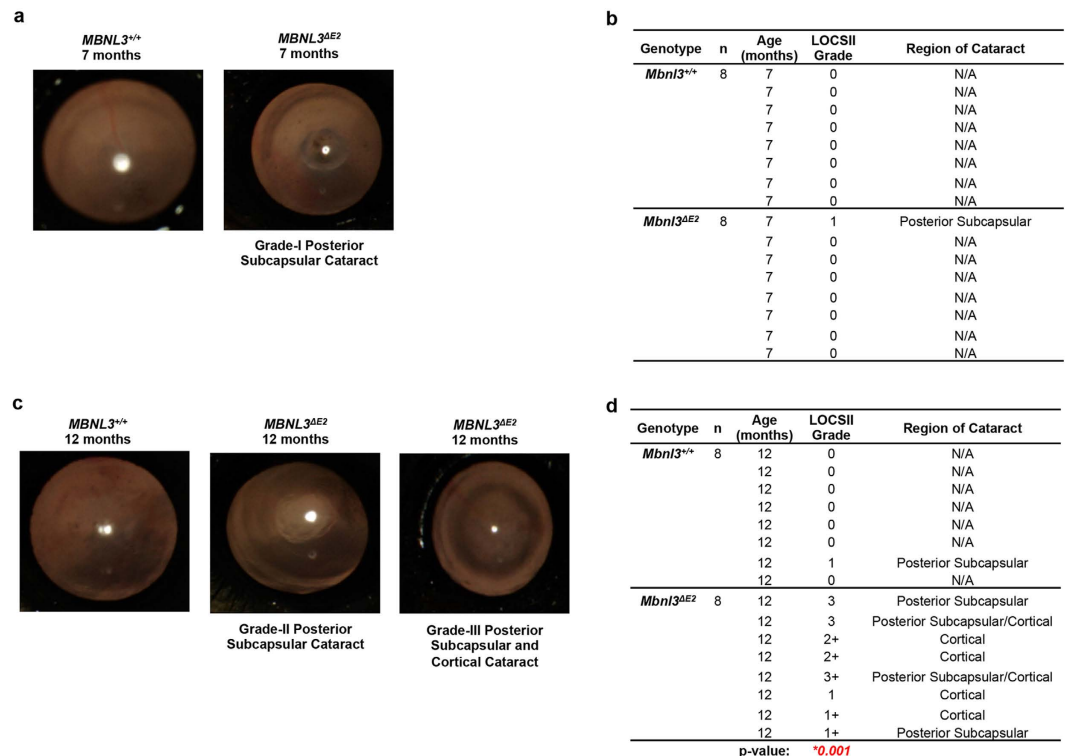 a
MBNL3+/+
7 months
MBNL3ΔE2
7 months
Grade-I Posterior
Subcapsular Cataract
b
Genotype n Age (months) LOCSII Grade Region of Cataract
Mbnl3+/+ 8 7 0 N/A
7 0 N/A
7 0 N/A
7 0 N/A
7 0 N/A
7 0 N/A
7 0 N/A
7 0 N/A
Mbnl3ΔE2 8 7 1 Posterior Subcapsular
7 0 N/A
7 0 N/A
7 0 N/A
7 0 N/A
7 0 N/A
7 0 N/A
7 0 N/A
c
MBNL3+/+
12 months
MBNL3ΔE2
12 months
MBNL3ΔE2
12 months
Grade-II Posterior
Subcapsular Cataract
Grade-III Posterior
Subcapsular and
Cortical Cataract
d
Genotype n Age (months) LOCSII Grade Region of Cataract
Mbnl3+/+ 8 12 0 N/A
12 0 N/A
12 0 N/A
12 0 N/A
12 0 N/A
12 0 N/A
12 1 Posterior Subcapsular
12 0 N/A
Mbnl3ΔE2 8 12 3 Posterior Subcapsular
12 3 Posterior Subcapsular/Cortical
12 2+ Cortical
12 2+ Cortical
12 3+ Posterior Subcapsular/Cortical
12 1 Cortical
12 1+ Cortical
12 1+ Posterior Subcapsular
p-value: *0.001